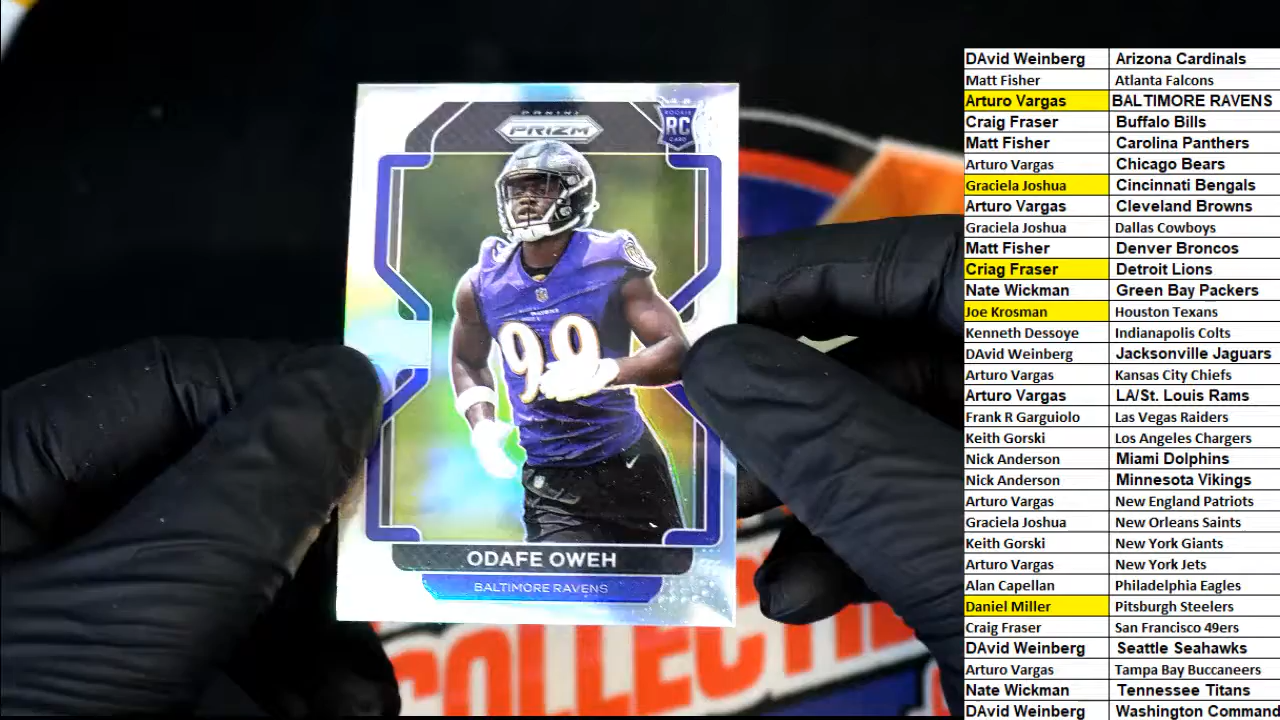 PANINI
PRIZM
ROOKIE
RC
CARD
99
ODAFE OWEH
BALTIMORE RAVENS
COLLECTI
DAvid Weinberg Arizona Cardinals
Matt Fisher Atlanta Falcons
Arturo Vargas BALTIMORE RAVENS
Craig Fraser Buffalo Bills
Matt Fisher Carolina Panthers
Arturo Vargas Chicago Bears
Graciela Joshua Cincinnati Bengals
Arturo Vargas Cleveland Browns
Graciela Joshua Dallas Cowboys
Matt Fisher Denver Broncos
Criag Fraser Detroit Lions
Nate Wickman Green Bay Packers
Joe Krosman Houston Texans
Kenneth Dessoye Indianapolis Colts
DAvid Weinberg Jacksonville Jaguars
Arturo Vargas Kansas City Chiefs
Arturo Vargas LA/St. Louis Rams
Frank R Garguiolo Las Vegas Raiders
Keith Gorski Los Angeles Chargers
Nick Anderson Miami Dolphins
Nick Anderson Minnesota Vikings
Arturo Vargas New England Patriots
Graciela Joshua New Orleans Saints
Keith Gorski New York Giants
Arturo Vargas New York Jets
Alan Capellan Philadelphia Eagles
Daniel Miller Pitsburgh Steelers
Craig Fraser San Francisco 49ers
DAvid Weinberg Seattle Seahawks
Arturo Vargas Tampa Bay Buccaneers
Nate Wickman Tennessee Titans
DAvid Weinberg Washington Command